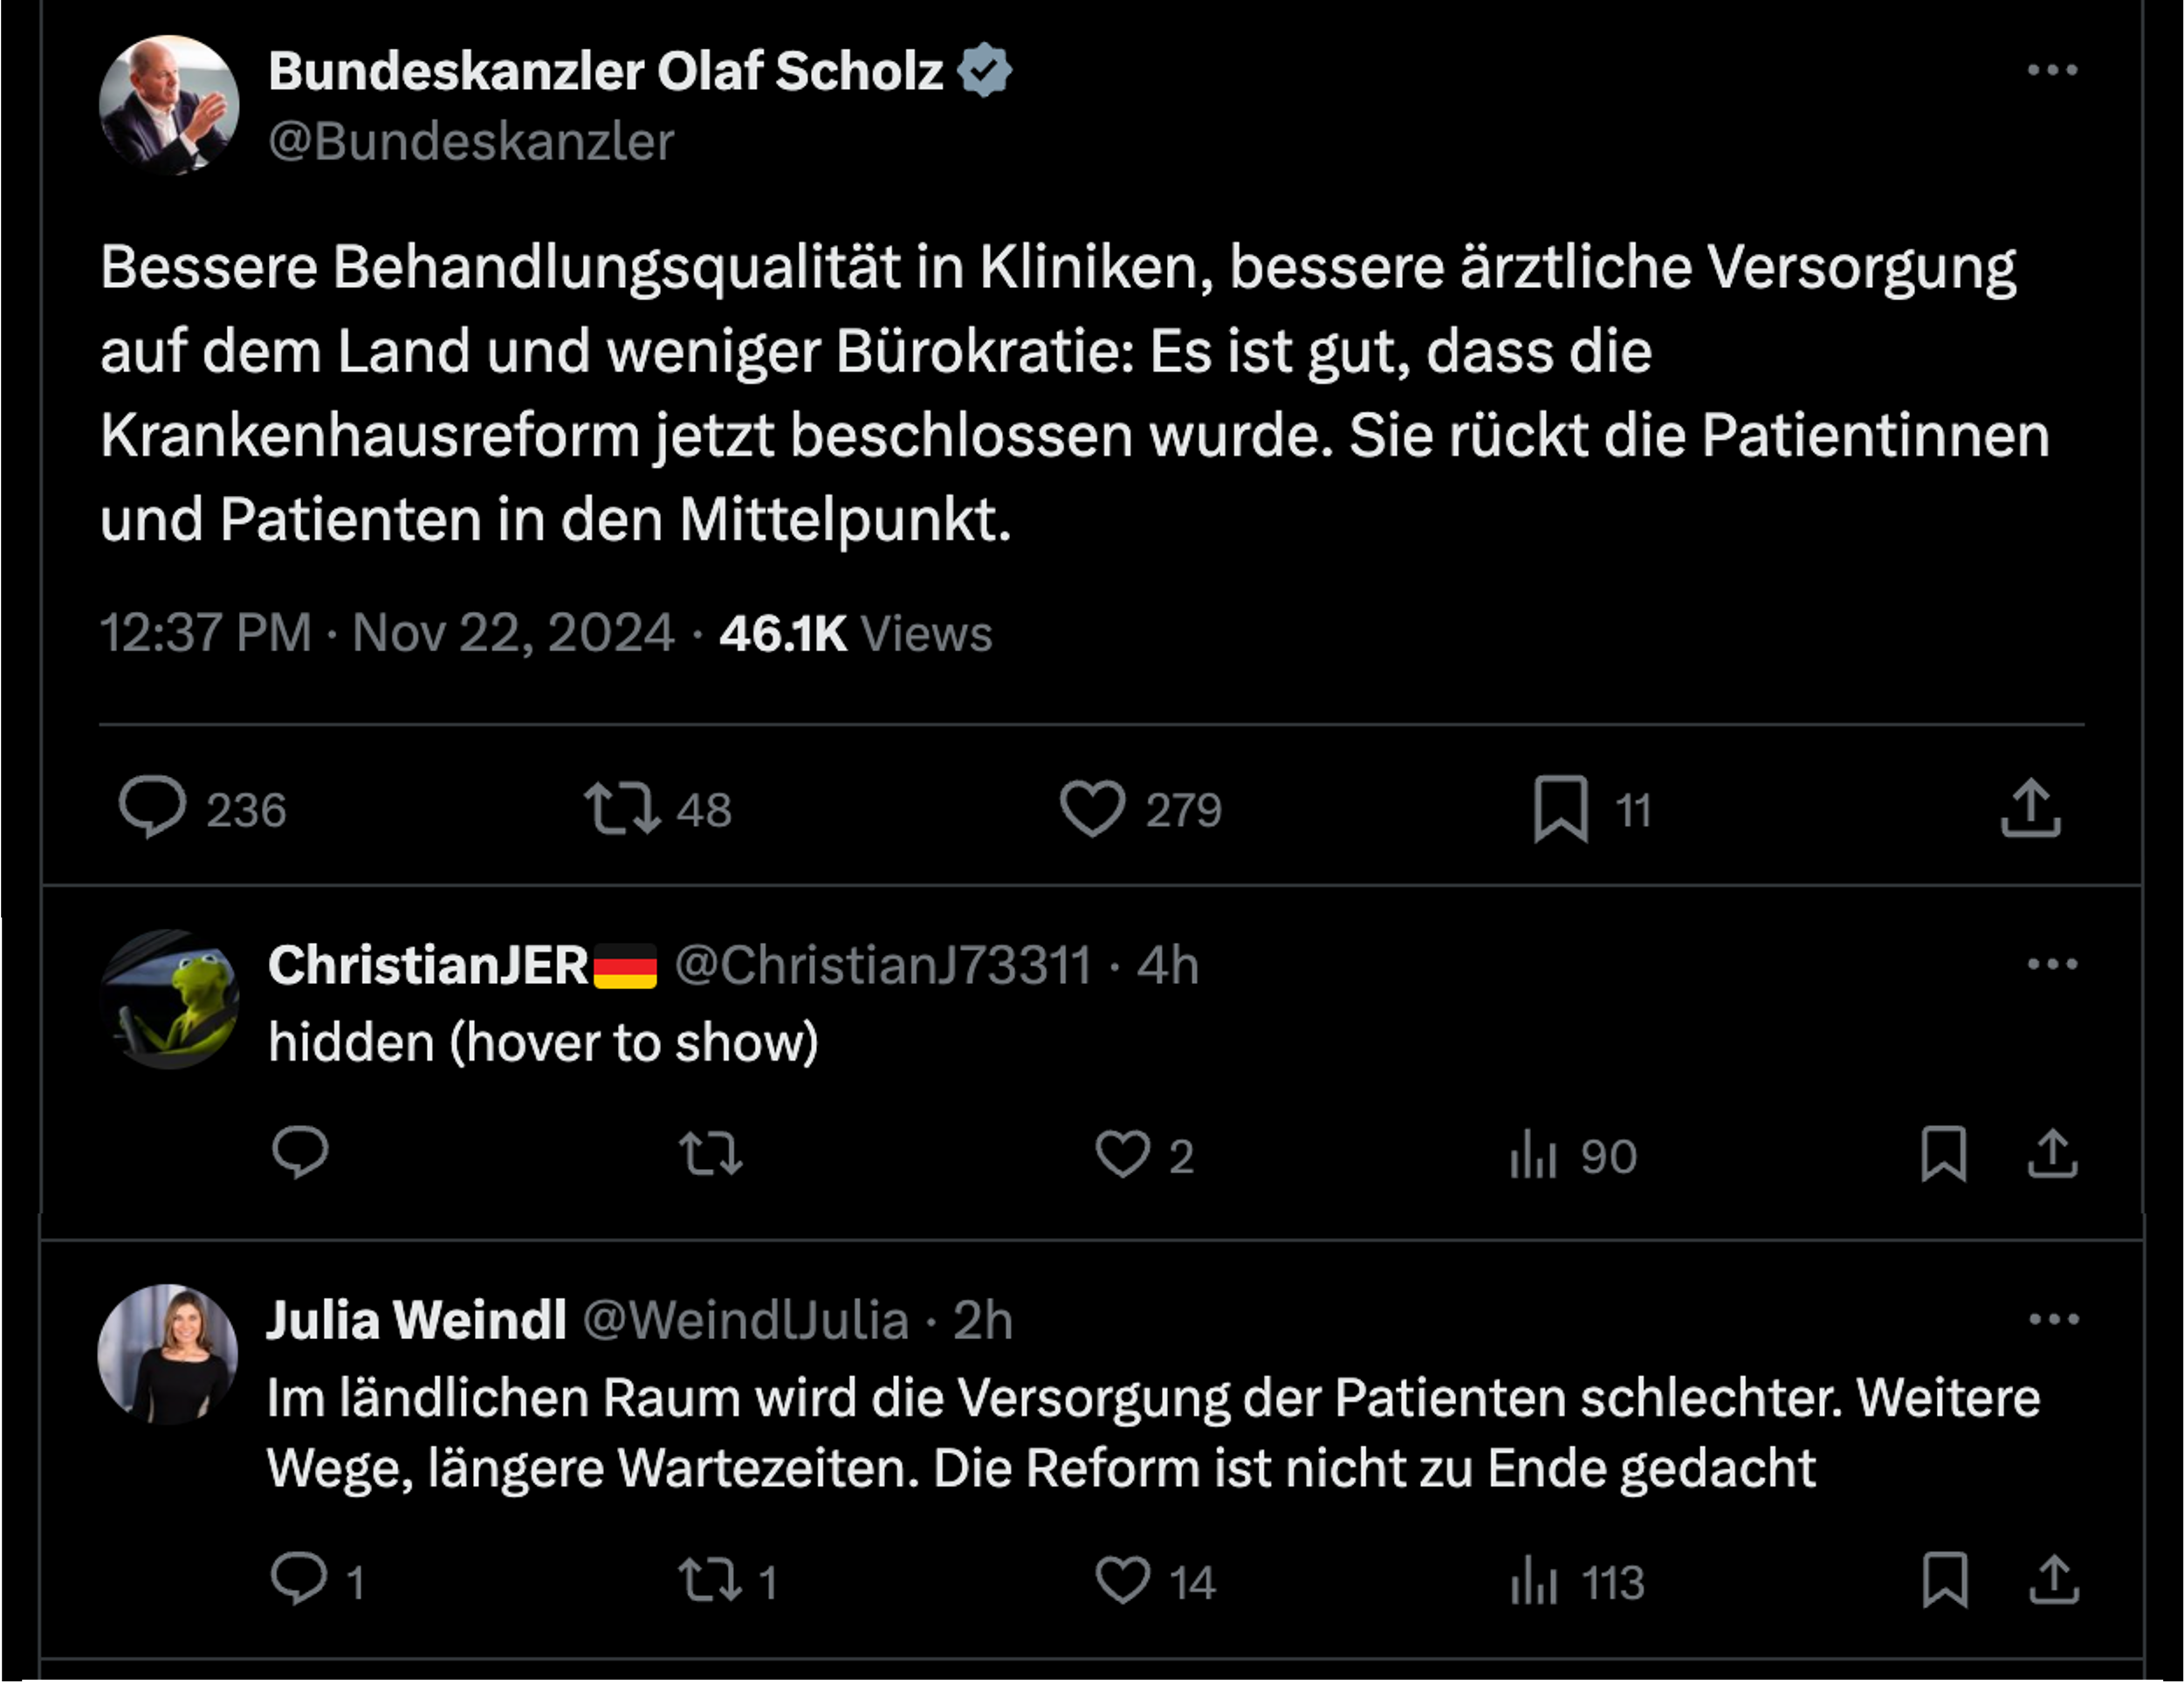 Bundeskanzler Olaf Scholz
@Bundeskanzler
Bessere Behandlungsqualität in Kliniken, bessere ärztliche Versorgung
auf dem Land und weniger Bürokratie: Es ist gut, dass die
Krankenhausreform jetzt beschlossen wurde. Sie rückt die Patientinnen
und Patienten in den Mittelpunkt.
12:37 PM · Nov 22, 2024 · 46.1K Views
236 48 279 11
ChristianJER @ChristianJ73311 · 4h
hidden (hover to show)
2 90
Julia Weindl @WeindlJulia · 2h
Im ländlichen Raum wird die Versorgung der Patienten schlechter. Weitere
Wege, längere Wartezeiten. Die Reform ist nicht zu Ende gedacht
1 1 14 113